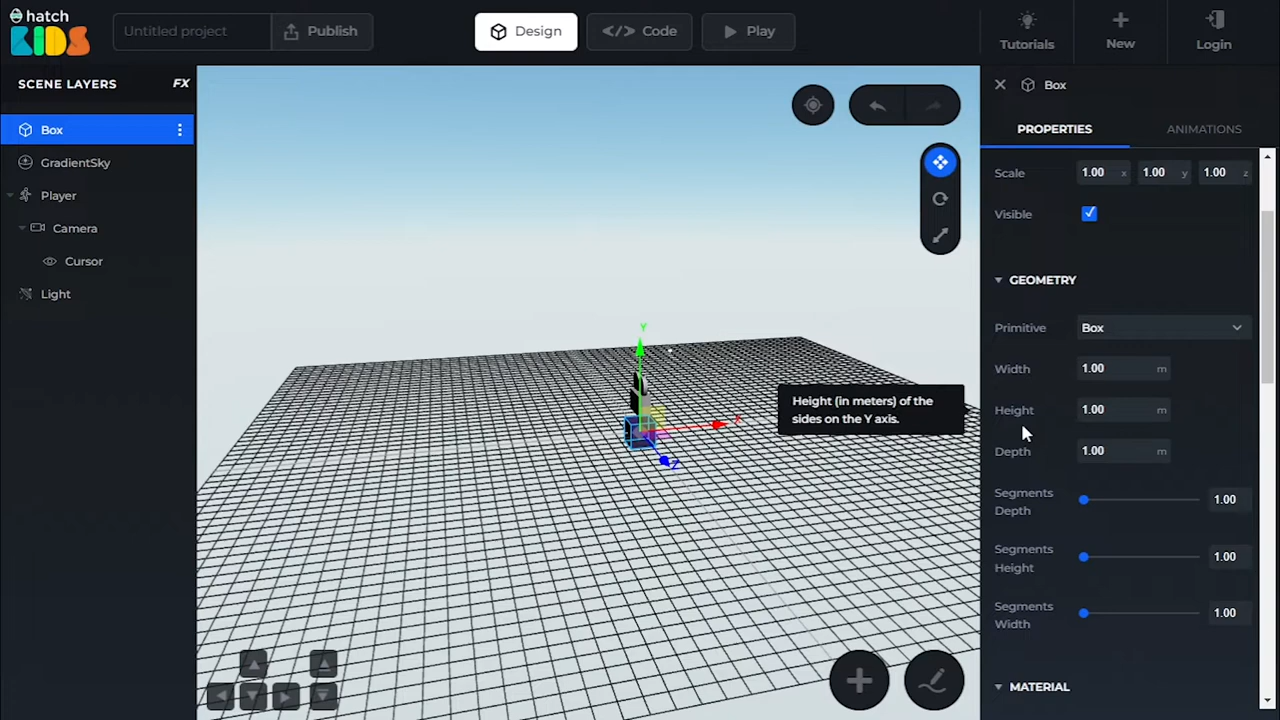 hatch
KIDS
Untitled project
Publish
Design
</> Code
Play
Tutorials
New
Login
SCENE LAYERS
FX
Box
GradientSky
Player
Camera
Cursor
Light
Y
X
Z
Height (in meters) of the
sides on the Y axis.
Box
PROPERTIES
ANIMATIONS
Scale
1.00 x
1.00 y
1.00 z
Visible
GEOMETRY
Primitive
Box
Width
1.00 m
Height
1.00 m
Depth
1.00 m
Segments
Depth
1.00
Segments
Height
1.00
Segments
Width
1.00
MATERIAL